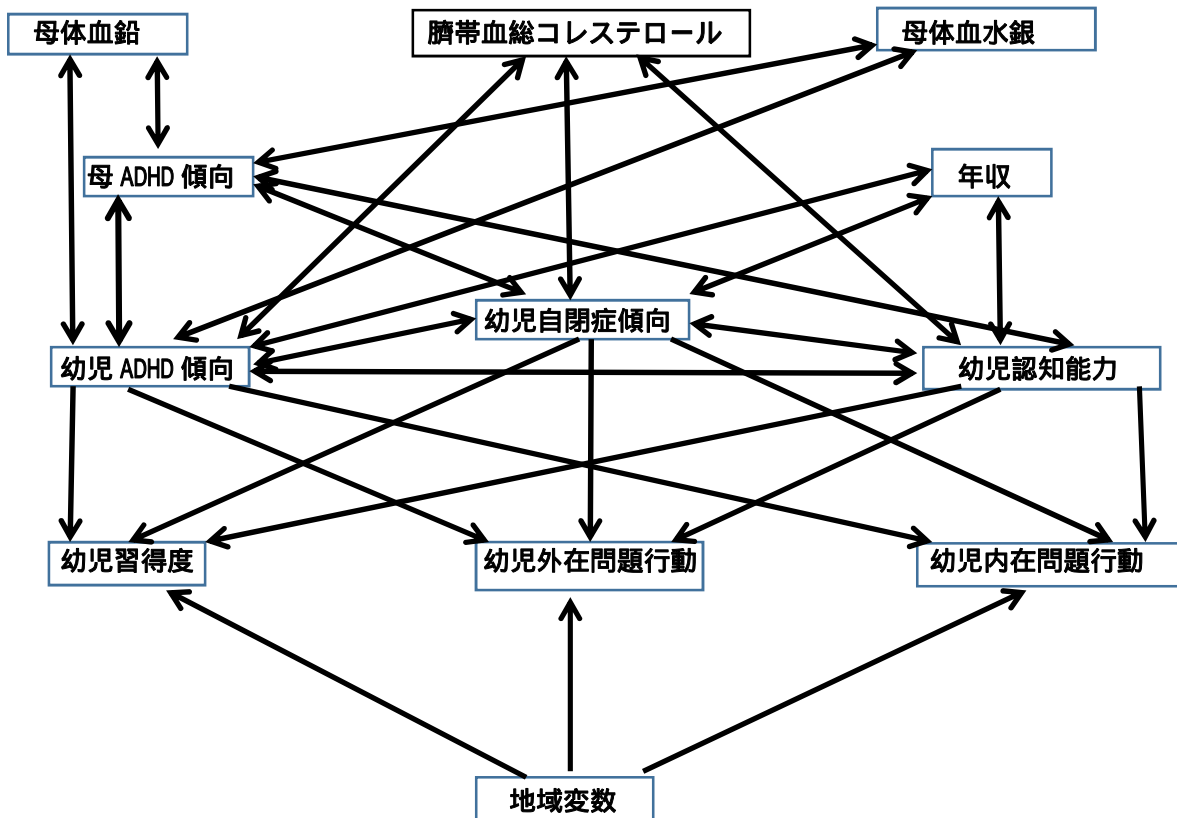 母体血鉛
臍帯血総コレステロール
母体血水銀
母 ADHD 傾向
年収
幼児自閉症傾向
幼児 ADHD 傾向
幼児認知能力
幼児習得度
幼児外在問題行動
幼児内在問題行動
地域変数